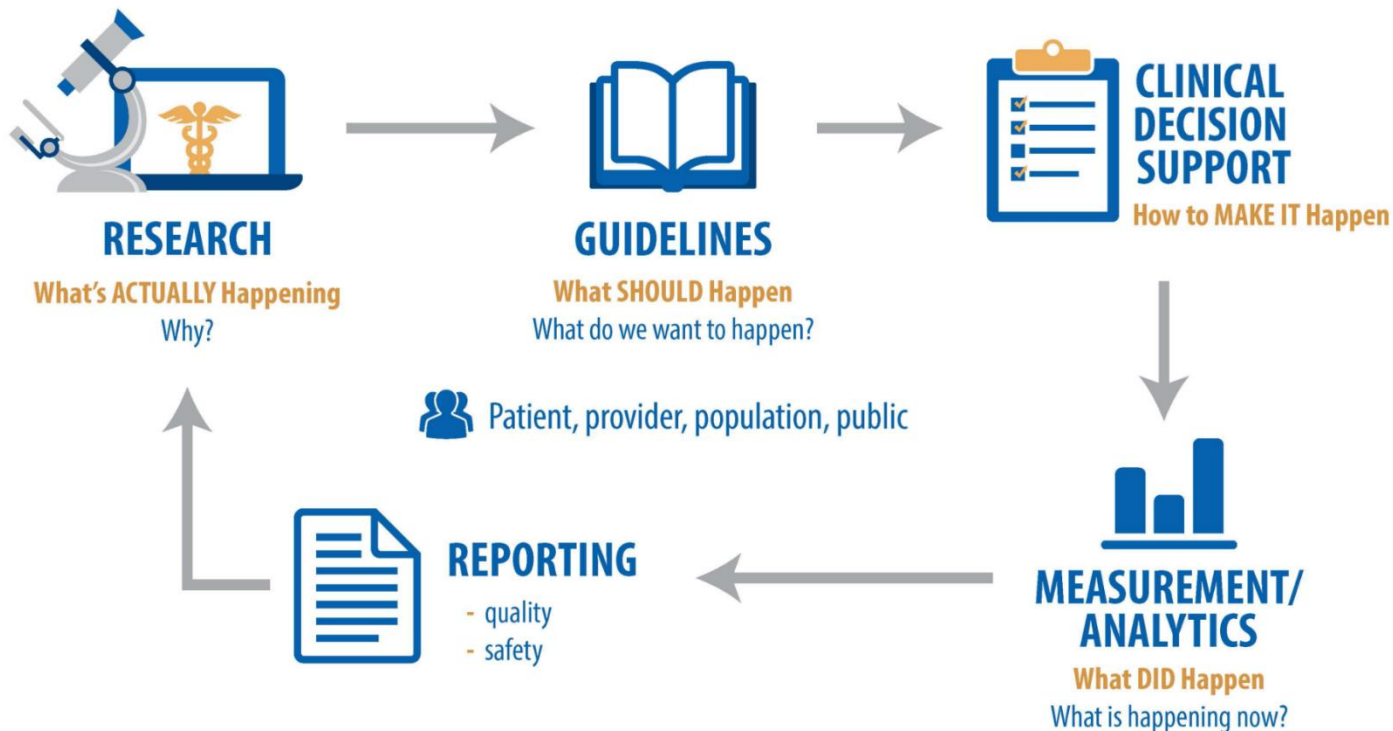 RESEARCH
What's ACTUALLY Happening
Why?
GUIDELINES
What SHOULD Happen
What do we want to happen?
CLINICAL
DECISION
SUPPORT
How to MAKE IT Happen
Patient, provider, population, public
MEASUREMENT/
ANALYTICS
What DID Happen
What is happening now?
REPORTING
- quality
- safety